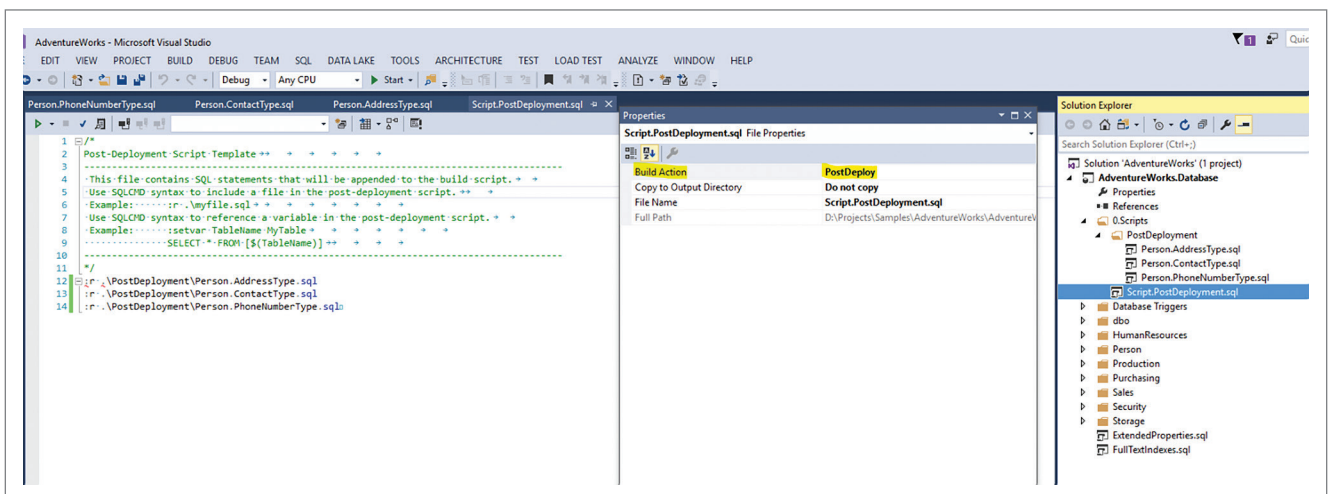 AdventureWorks - Microsoft Visual Studio
1
Quic
EDIT VIEW PROJECT BUILD DEBUG TEAM SQL DATA LAKE TOOLS ARCHITECTURE TEST LOAD TEST ANALYZE WINDOW HELP
Debug Any CPU Start
Person.PhoneNumberType.sql Person.ContactType.sql Person.AddressType.sql Script.PostDeployment.sql
1 /*
2 Post-Deployment Script Template
3 --------------------------------------------------------------------------------------
4 This file contains SQL statements that will be appended to the build script.
5 Use SQLCMD syntax to include a file in the post-deployment script.
6 Example: :r .\myfile.sql
7 Use SQLCMD syntax to reference a variable in the post-deployment script.
8 Example: :setvar TableName MyTable
9 SELECT * FROM [$(TableName)]
10 --------------------------------------------------------------------------------------
11 */
12 :r .\PostDeployment\Person.AddressType.sql
13 :r .\PostDeployment\Person.ContactType.sql
14 :r .\PostDeployment\Person.PhoneNumberType.sql
Properties
Script.PostDeployment.sql File Properties
Build Action PostDeploy
Copy to Output Directory Do not copy
File Name Script.PostDeployment.sql
Full Path D:\Projects\Samples\AdventureWorks\AdventureW
Solution Explorer
Search Solution Explorer (Ctrl+;)
Solution 'AdventureWorks' (1 project)
AdventureWorks.Database
Properties
References
0.Scripts
PostDeployment
Person.AddressType.sql
Person.ContactType.sql
Person.PhoneNumberType.sql
Script.PostDeployment.sql
Database Triggers
dbo
HumanResources
Person
Production
Purchasing
Sales
Security
Storage
ExtendedProperties.sql
FullTextIndexes.sql